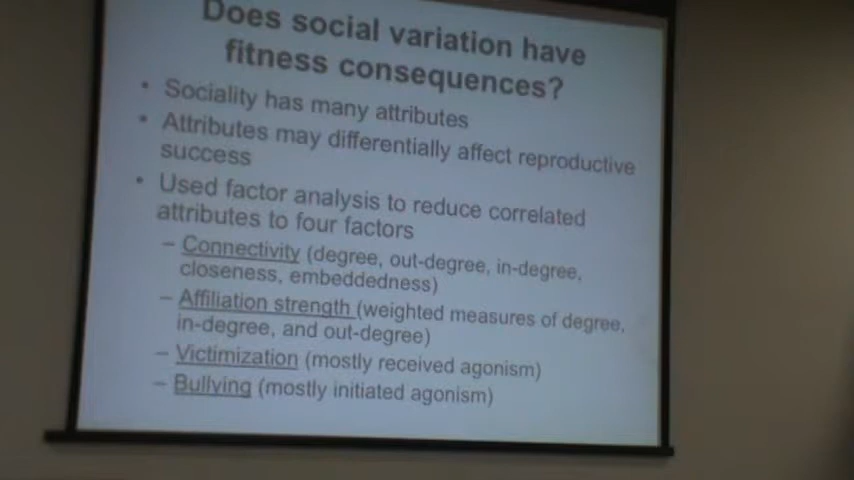 Does social variation have
fitness consequences?
• Sociality has many attributes
• Attributes may differentially affect reproductive
success
• Used factor analysis to reduce correlated
attributes to four factors
– Connectivity (degree, out-degree, in-degree,
closeness, embeddedness)
– Affiliation strength (weighted measures of degree,
in-degree, and out-degree)
– Victimization (mostly received agonism)
– Bullying (mostly initiated agonism)